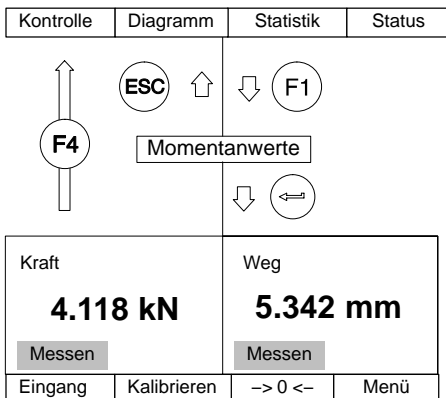 Kontrolle Diagramm Statistik Status
ESC F1
F4
Momentanwerte
Kraft Weg
4.118 kN 5.342 mm
Messen Messen
Eingang Kalibrieren –> 0 <– Menü